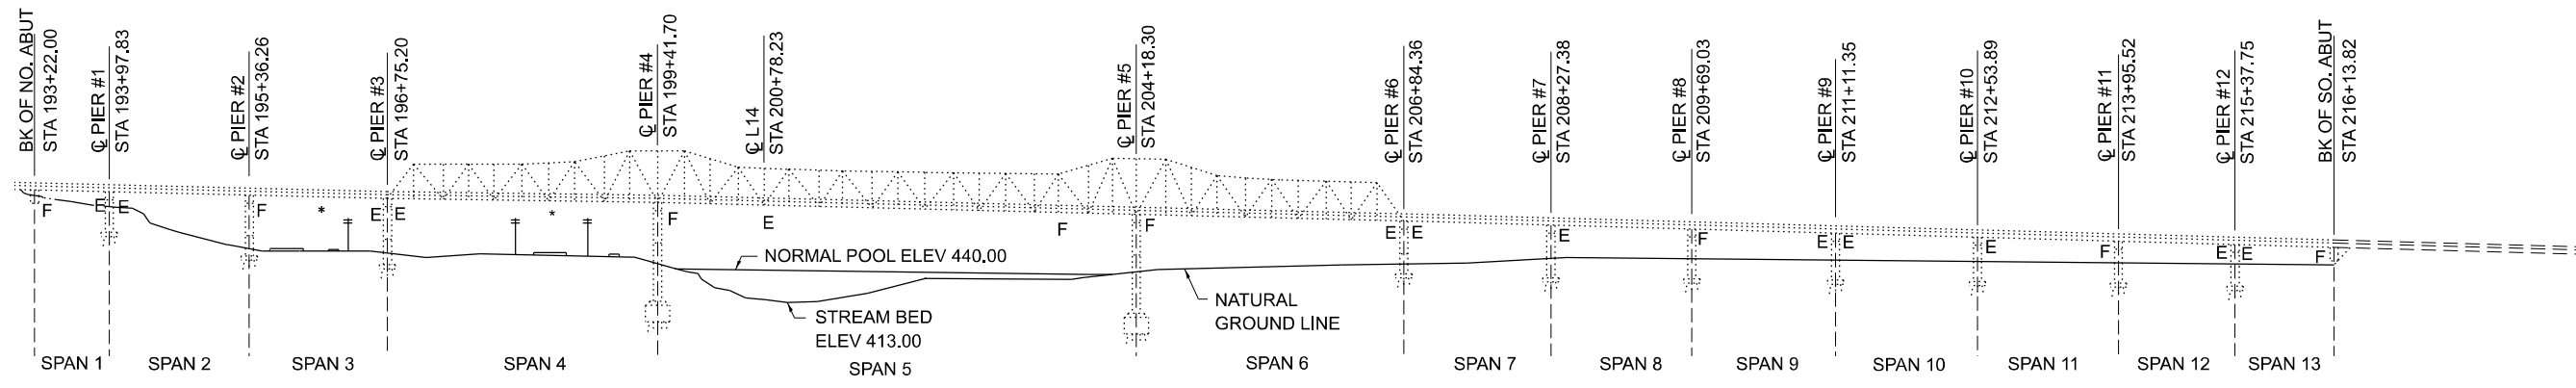 BK OF NO. ABUT
STA 193+22.00
℄ PIER #1
STA 193+97.83
℄ PIER #2
STA 195+36.26
℄ PIER #3
STA 196+75.20
℄ PIER #4
STA 199+41.70
℄ L14
STA 200+78.23
℄ PIER #5
STA 204+18.30
℄ PIER #6
STA 206+84.36
℄ PIER #7
STA 208+27.38
℄ PIER #8
STA 209+69.03
℄ PIER #9
STA 211+11.35
℄ PIER #10
STA 212+53.89
℄ PIER #11
STA 213+95.52
℄ PIER #12
STA 215+37.75
BK OF SO. ABUT
STA 216+13.82
F
E E
F
*
E E
*
F
E
F
F
E E
E
F
E E
E
F
E E
F
NORMAL POOL ELEV 440.00
STREAM BED
ELEV 413.00
NATURAL
GROUND LINE
SPAN 1
SPAN 2
SPAN 3
SPAN 4
SPAN 5
SPAN 6
SPAN 7
SPAN 8
SPAN 9
SPAN 10
SPAN 11
SPAN 12
SPAN 13